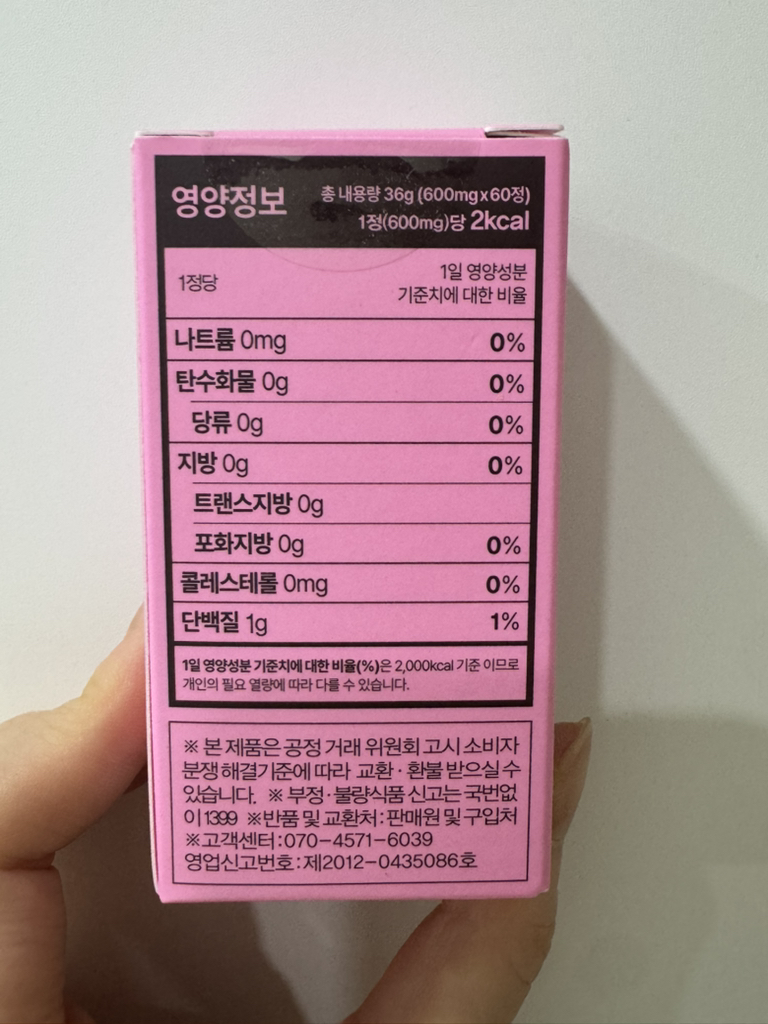 영양정보
총 내용량 36g (600mg x 60정)
1정(600mg)당 2kcal
1정당
1일 영양성분
기준치에 대한 비율
나트륨 0mg 0%
탄수화물 0g 0%
당류 0g 0%
지방 0g 0%
트랜스지방 0g
포화지방 0g 0%
콜레스테롤 0mg 0%
단백질 1g 1%
1일 영양성분 기준치에 대한 비율(%)은 2,000kcal 기준 이므로
개인의 필요 열량에 따라 다를 수 있습니다.
※ 본 제품은 공정 거래 위원회 고시 소비자
분쟁해결기준에 따라 교환 · 환불 받으실 수
있습니다. ※ 부정·불량식품 신고는 국번없
이 1399 ※반품 및 교환처 : 판매원 및 구입처
※고객센터 : 070-4571-6039
영업신고번호 : 제2012-0435086호